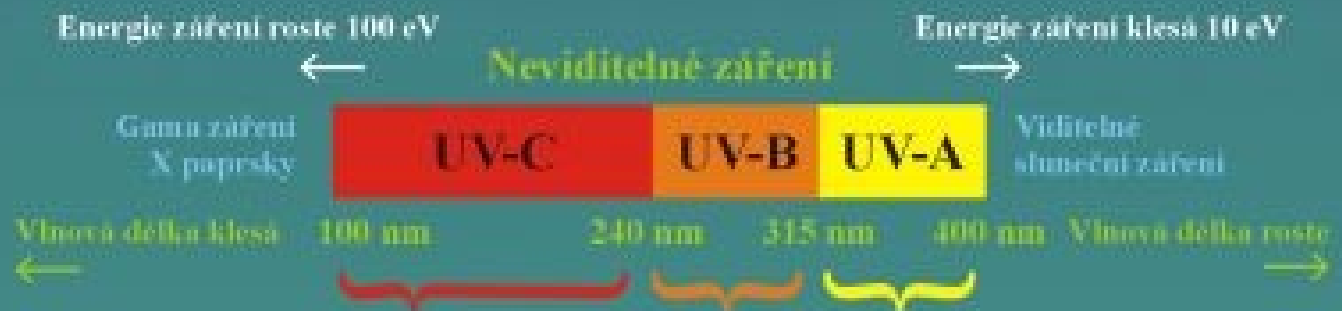 Energie záření roste 100 eV
Energie záření klesá 10 eV
Neviditelné záření
Gama záření
X paprsky
UV-C
UV-B
UV-A
Viditelné
sluneční záření
Vlnová délka klesá
100 nm
240 nm
315 nm
400 nm
Vlnová délka roste